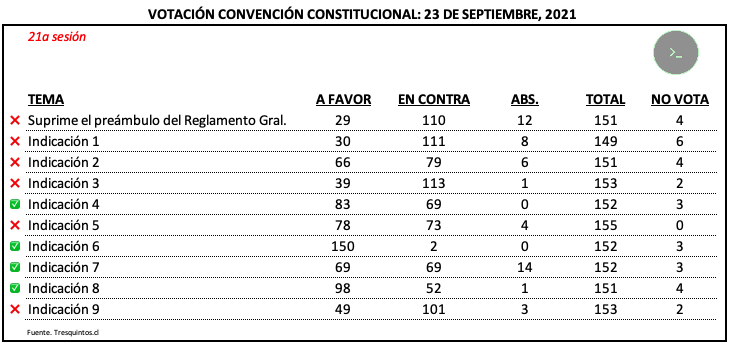 VOTACIÓN CONVENCIÓN CONSTITUCIONAL: 23 DE SEPTIEMBRE, 2021
21a sesión
>_
TEMA A FAVOR EN CONTRA ABS. TOTAL NO VOTA
❌ Suprime el preámbulo del Reglamento Gral. 29 110 12 151 4
❌ Indicación 1 30 111 8 149 6
❌ Indicación 2 66 79 6 151 4
❌ Indicación 3 39 113 1 153 2
✅ Indicación 4 83 69 0 152 3
❌ Indicación 5 78 73 4 155 0
✅ Indicación 6 150 2 0 152 3
✅ Indicación 7 69 69 14 152 3
✅ Indicación 8 98 52 1 151 4
❌ Indicación 9 49 101 3 153 2
Fuente. Tresquintos.cl